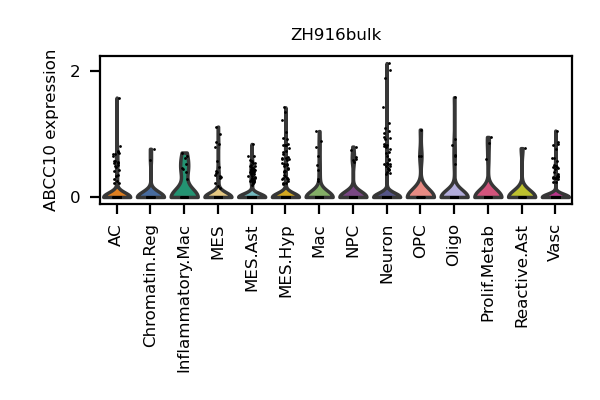 ZH916bulk
ABCC10 expression
2
0
AC
Chromatin.Reg
Inflammatory.Mac
MES
MES.Ast
MES.Hyp
Mac
NPC
Neuron
OPC
Oligo
Prolif.Metab
Reactive.Ast
Vasc